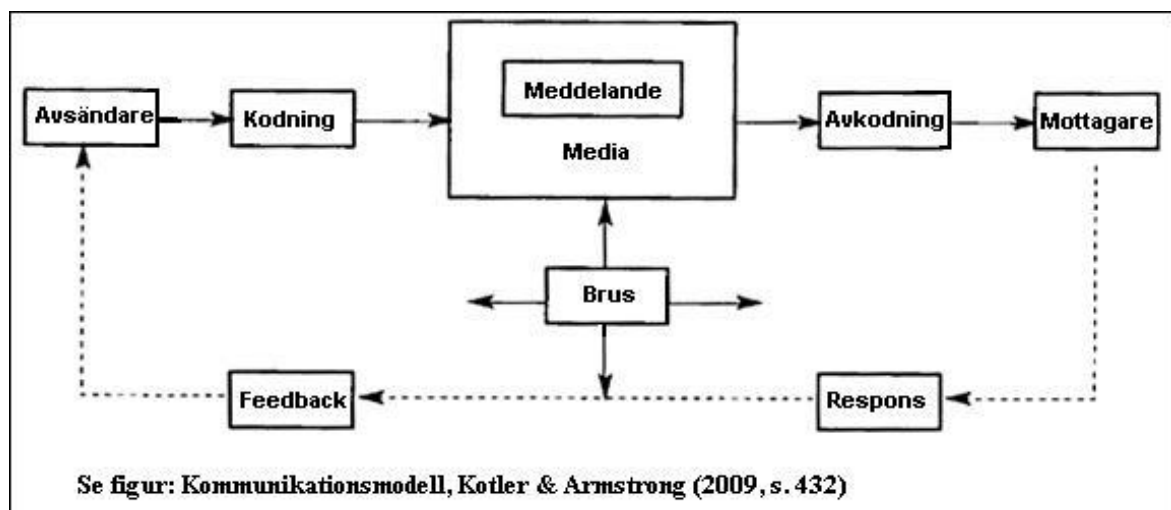 Meddelande
Avsändare
Kodning
Media
Avkodning
Mottagare
Brus
Feedback
Respons
Se figur: Kommunikationsmodell, Kotler & Armstrong (2009, s. 432)